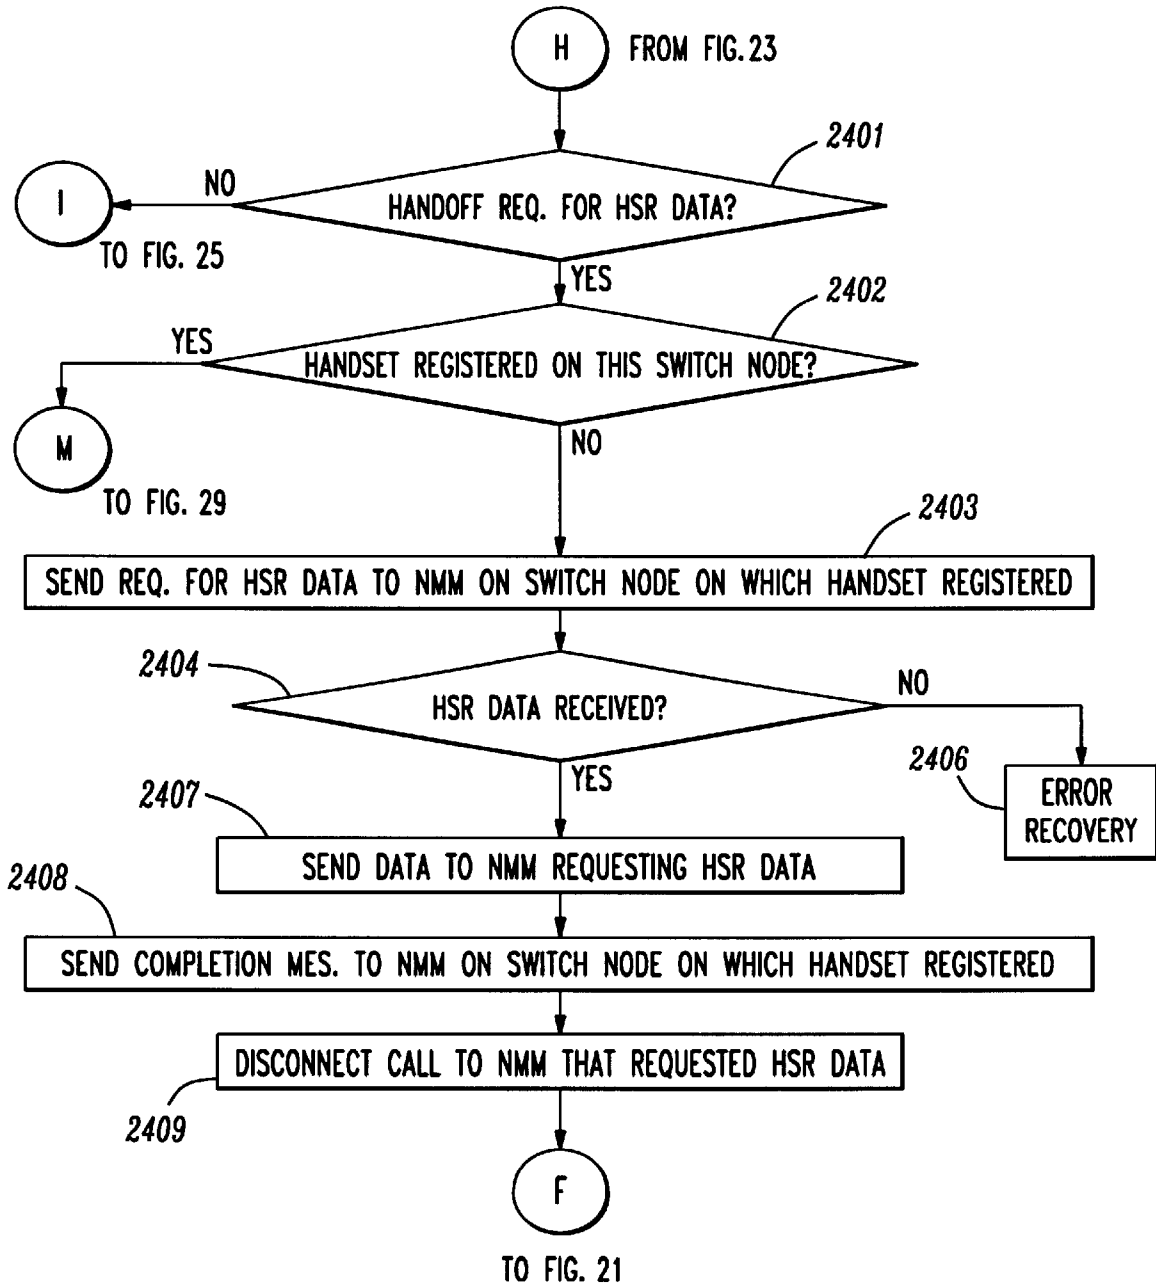 H FROM FIG.23
2401
NO
HANDOFF REQ. FOR HSR DATA?
I
TO FIG. 25
YES
2402
YES
HANDSET REGISTERED ON THIS SWITCH NODE?
M
NO
TO FIG. 29
2403
SEND REQ. FOR HSR DATA TO NMM ON SWITCH NODE ON WHICH HANDSET REGISTERED
2404
HSR DATA RECEIVED?
NO
YES
2406
ERROR
RECOVERY
2407
SEND DATA TO NMM REQUESTING HSR DATA
2408
SEND COMPLETION MES. TO NMM ON SWITCH NODE ON WHICH HANDSET REGISTERED
DISCONNECT CALL TO NMM THAT REQUESTED HSR DATA
2409
F
TO FIG. 21